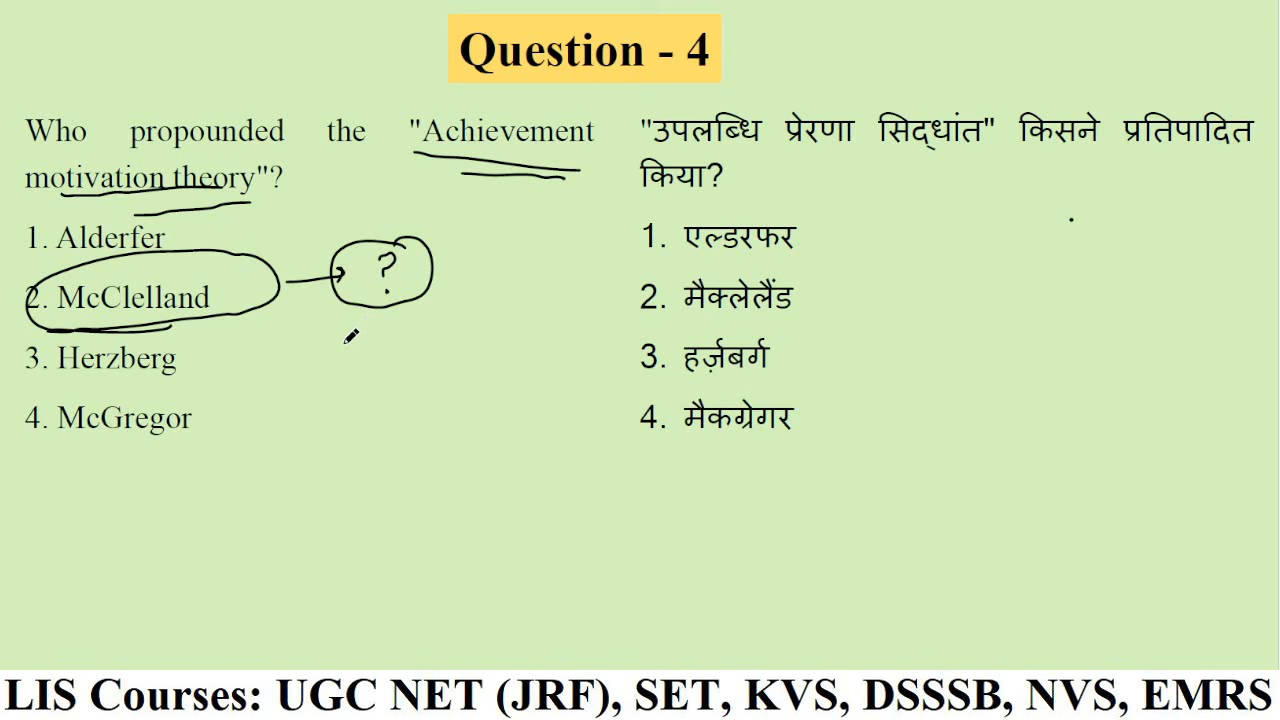 Question - 4
Who propounded the "Achievement
motivation theory"?
1. Alderfer
2. McClelland
3. Herzberg
4. McGregor
?
"उपलब्धि प्रेरणा सिद्धांत" किसने प्रतिपादित
किया?
1. एल्डरफर
2. मैक्लेलैंड
3. हर्ज़बर्ग
4. मैकग्रेगर
LIS Courses: UGC NET (JRF), SET, KVS, DSSSB, NVS, EMRS